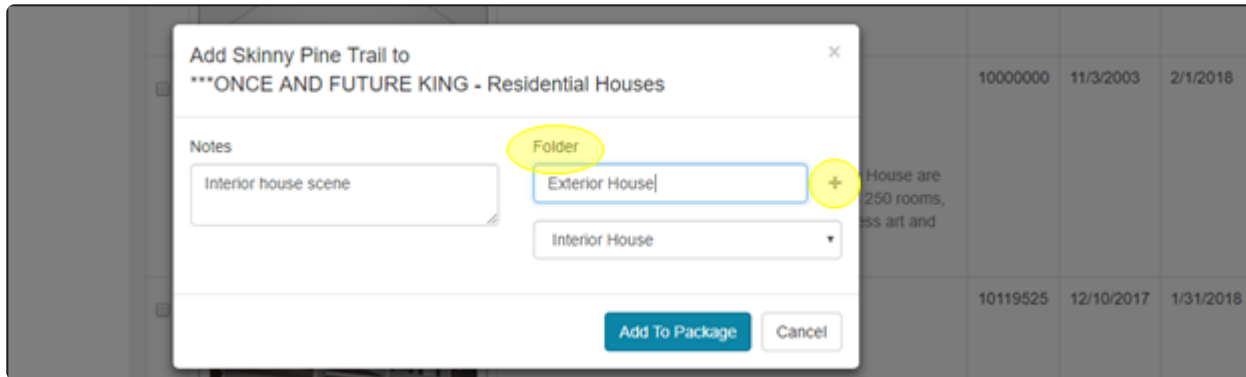 Add Skinny Pine Trail to
***ONCE AND FUTURE KING - Residential Houses
×
Notes
Folder
Interior house scene
Exterior House
+
Interior House
Add To Package
Cancel
10000000 11/3/2003 2/1/2018
House are
250 rooms,
art and
10119525 12/10/2017 1/31/2018